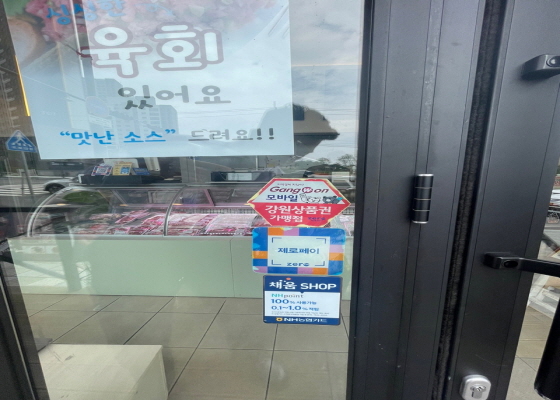 육회
있어요
"맛난 소스" 드려요!!
Gangwon
모바일
강원상품권
가맹점
제로페이
zero
채움 SHOP
NHpoint
100% 사용가능
0.1~1.0% 적립
NH농협카드